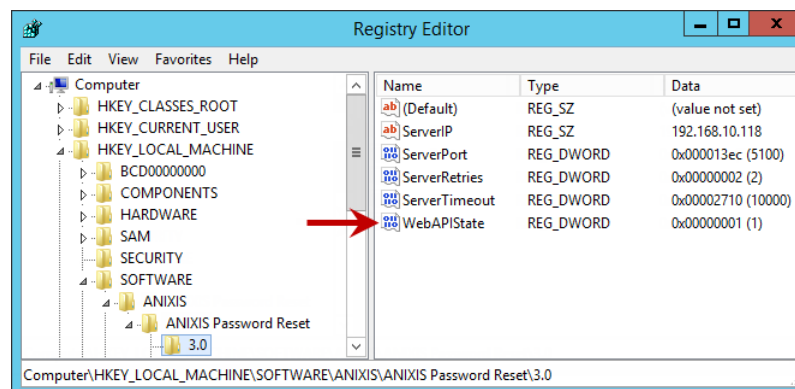 Registry Editor
File Edit View Favorites Help
Computer
HKEY_CLASSES_ROOT
HKEY_CURRENT_USER
HKEY_LOCAL_MACHINE
BCD00000000
COMPONENTS
HARDWARE
SAM
SECURITY
SOFTWARE
ANIXIS
ANIXIS Password Reset
3.0
Name Type Data
(Default) REG_SZ (value not set)
ServerIP REG_SZ 192.168.10.118
ServerPort REG_DWORD 0x000013ec (5100)
ServerRetries REG_DWORD 0x00000002 (2)
ServerTimeout REG_DWORD 0x00002710 (10000)
WebAPIState REG_DWORD 0x00000001 (1)
Computer\HKEY_LOCAL_MACHINE\SOFTWARE\ANIXIS\ANIXIS Password Reset\3.0